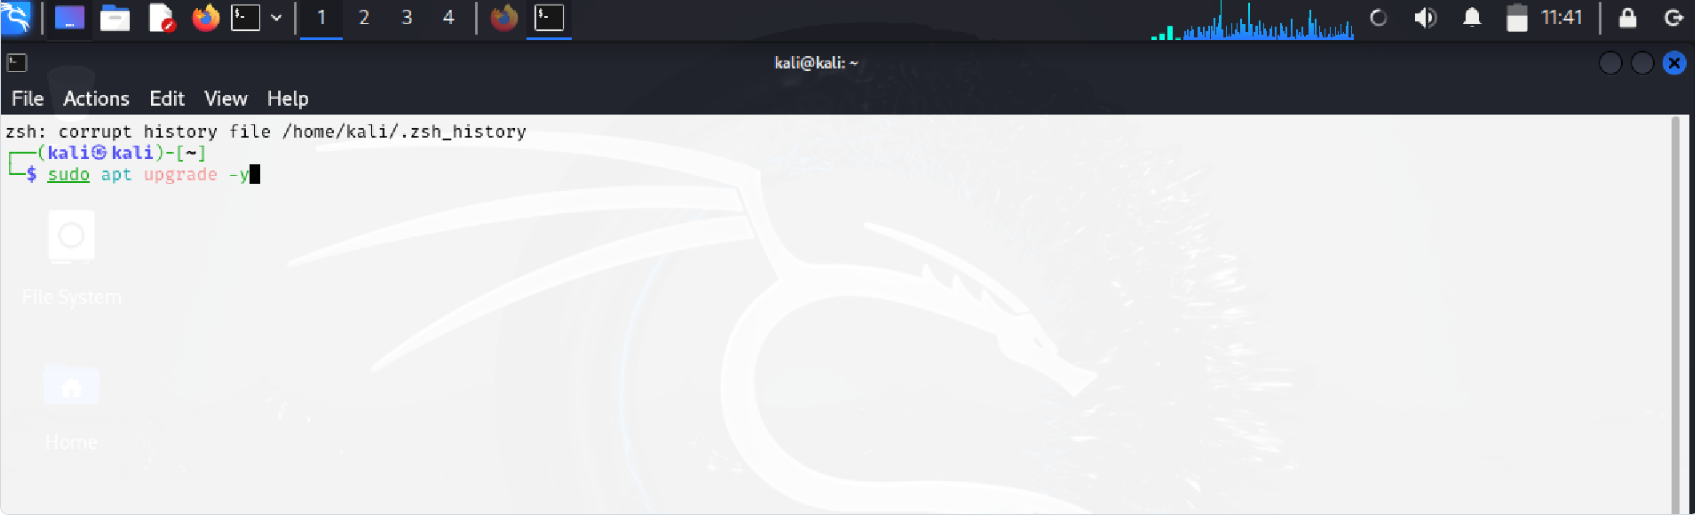 1 2 3 4 11:41
kali@kali: ~
File Actions Edit View Help
zsh: corrupt history file /home/kali/.zsh_history
┌──(kali㉿kali)-[~]
└─$ sudo apt upgrade -y
File System
Home